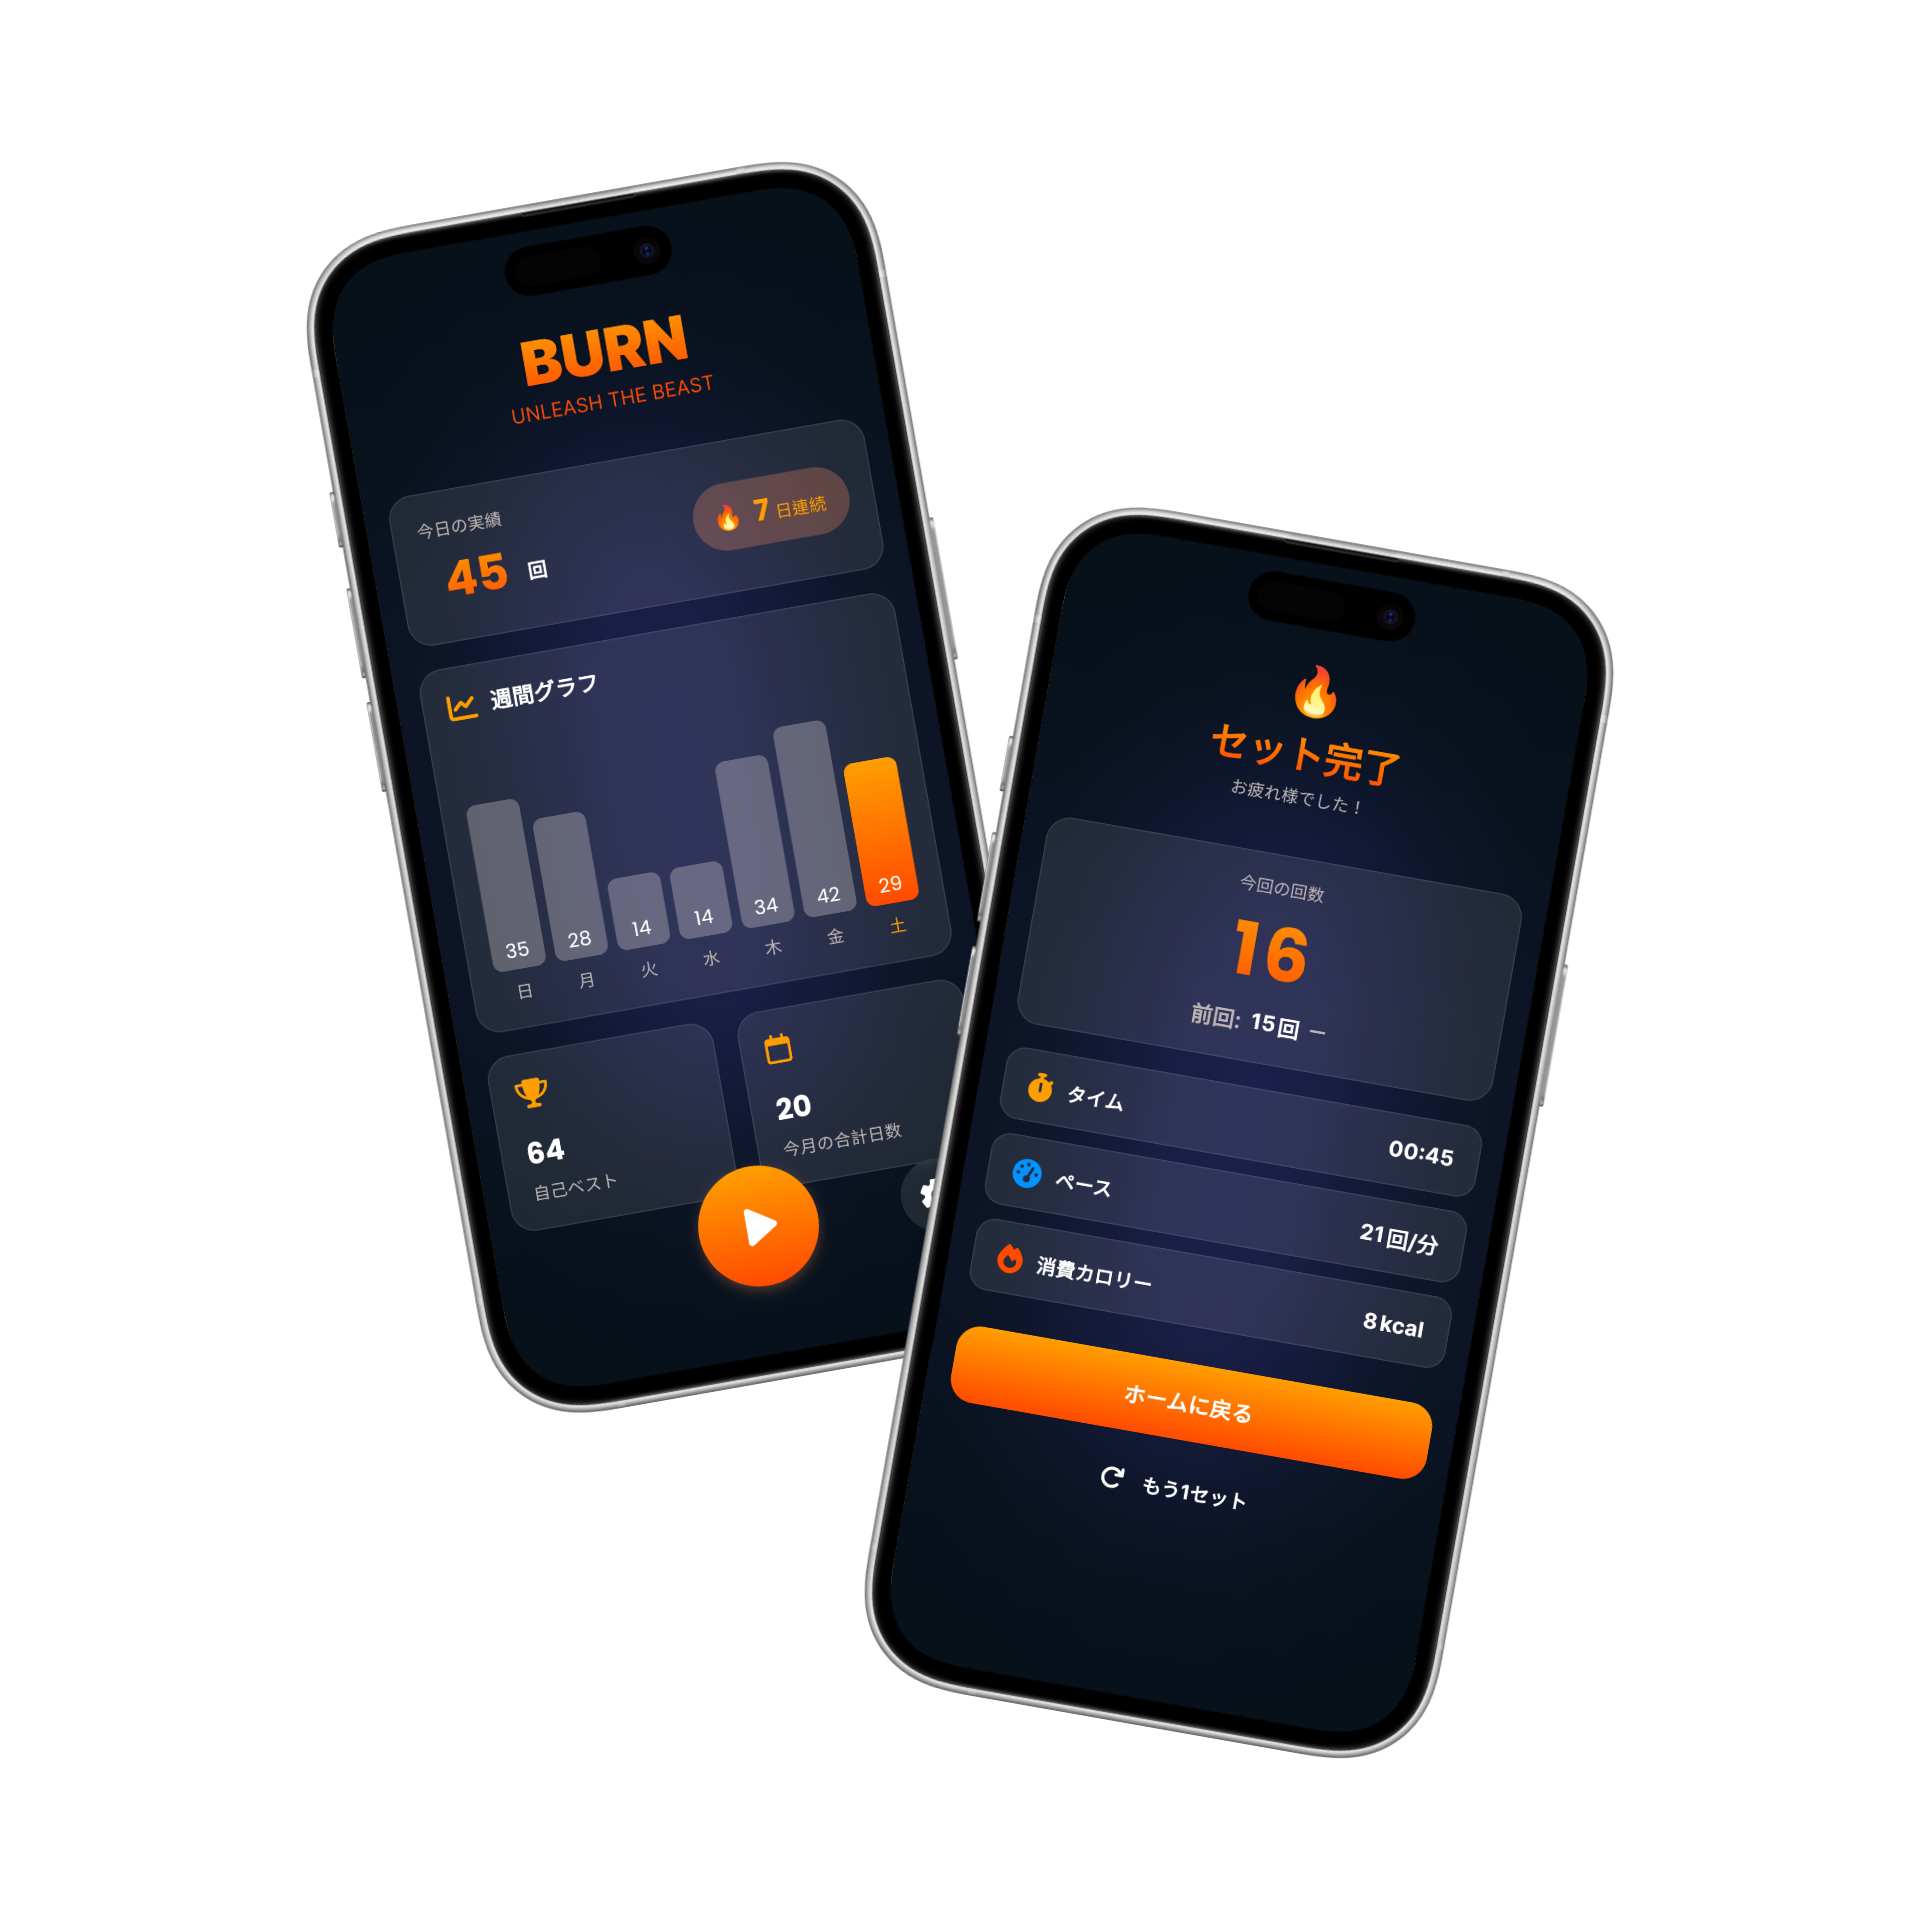 BURN
UNLEASH THE BEAST
今日の実績
45 回
7 日連続
週間グラフ
35 28 14 14 34 42 29
日 月 火 水 木 金 土
64
自己ベスト
20
今月の合計日数
セット完了
お疲れ様でした！
今回の回数
16
前回: 15回 –
タイム 00:45
ペース 21回/分
消費カロリー 8kcal
ホームに戻る
もう1セット